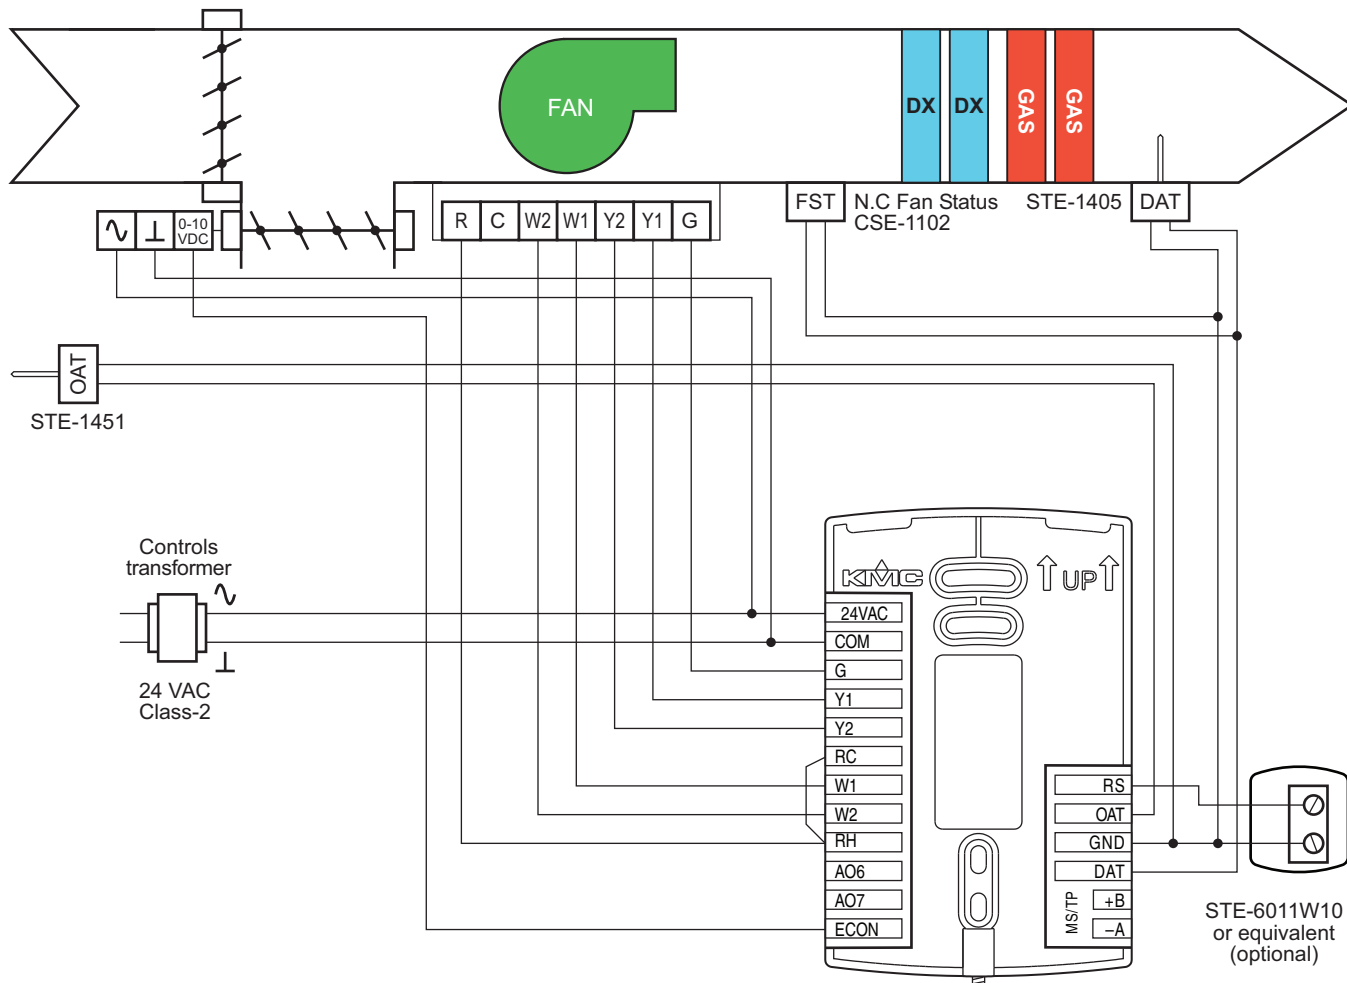 FAN
DX
DX
GAS
GAS
0-10
VDC
R
C
W2
W1
Y2
Y1
G
FST
N.C Fan Status
CSE-1102
STE-1405
DAT
OAT
STE-1451
Controls
transformer
24 VAC
Class-2
KMC
UP
24VAC
COM
G
Y1
Y2
RC
W1
W2
RH
AO6
AO7
ECON
RS
OAT
GND
DAT
MS/TP
+B
–A
STE-6011W10
or equivalent
(optional)